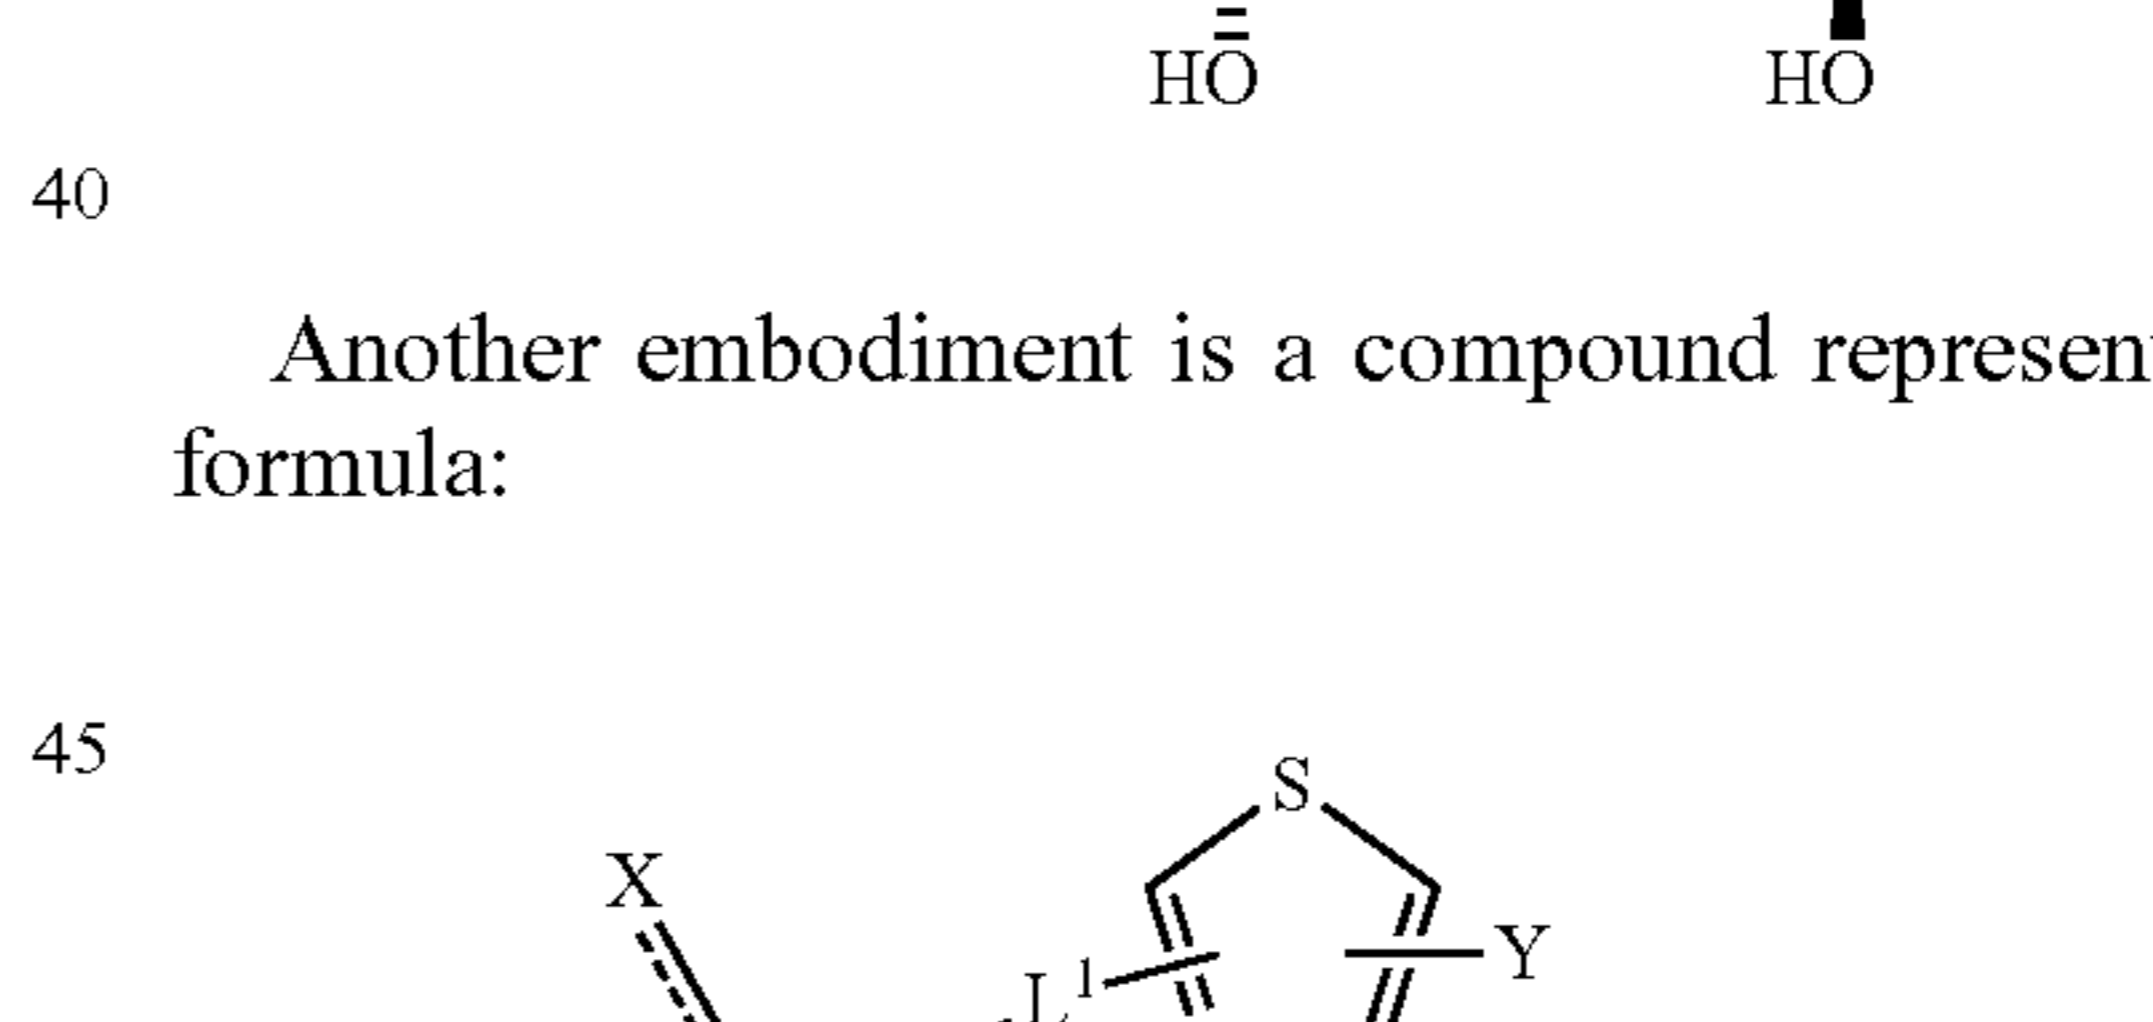 HO HO
40
Another embodiment is a compound represen
formula:
45
S
X
Y
L1